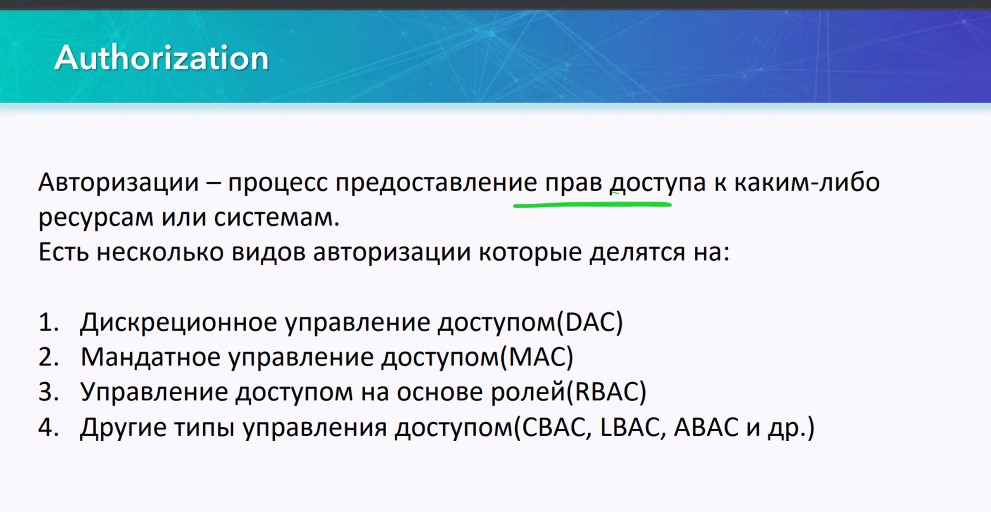 Authorization
Авторизации – процесс предоставление прав доступа к каким-либо
ресурсам или системам.
Есть несколько видов авторизации которые делятся на:
1. Дискреционное управление доступом(DAC)
2. Мандатное управление доступом(MAC)
3. Управление доступом на основе ролей(RBAC)
4. Другие типы управления доступом(CBAC, LBAC, ABAC и др.)